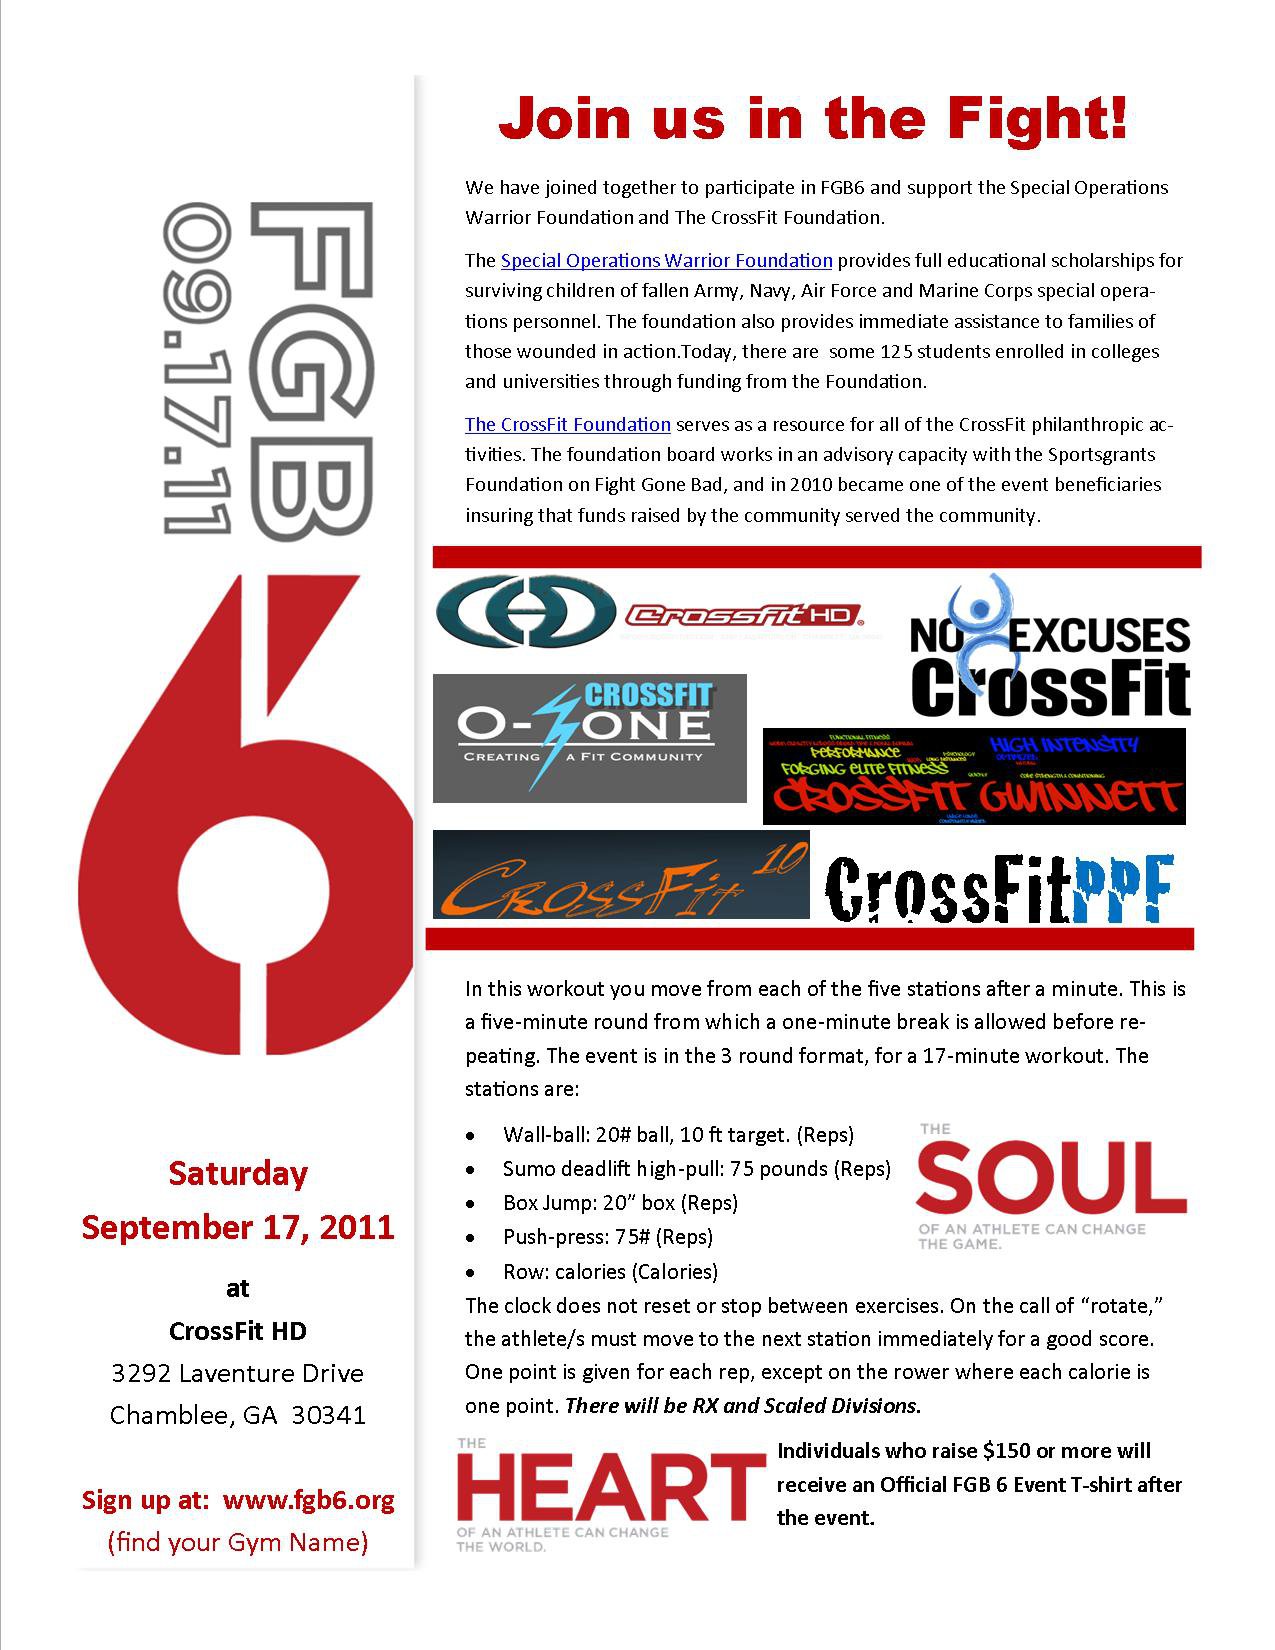 FGB
09.17.11
6
Saturday
September 17, 2011
at
CrossFit HD
3292 Laventure Drive
Chamblee, GA  30341
Sign up at:  www.fgb6.org
(find your Gym Name)
Join us in the Fight!
We have joined together to participate in FGB6 and support the Special Operations
Warrior Foundation and The CrossFit Foundation.
The Special Operations Warrior Foundation provides full educational scholarships for
surviving children of fallen Army, Navy, Air Force and Marine Corps special opera-
tions personnel. The foundation also provides immediate assistance to families of
those wounded in action.Today, there are  some 125 students enrolled in colleges
and universities through funding from the Foundation.
The CrossFit Foundation serves as a resource for all of the CrossFit philanthropic ac-
tivities. The foundation board works in an advisory capacity with the Sportsgrants
Foundation on Fight Gone Bad, and in 2010 became one of the event beneficiaries
insuring that funds raised by the community served the community.
CrossFit HD®
NO EXCUSES
CrossFit
CROSSFIT
O-ZONE
CREATING A FIT COMMUNITY
FUNCTIONAL FITNESS
HIGH INTENSITY
PERFORMANCE
PSYCHOLOGY
FORGING ELITE FITNESS
CORE STRENGTH & CONDITIONING
CROSSFIT GWINNETT
CROSSFIT 10
CrossFitPPF
In this workout you move from each of the five stations after a minute. This is
a five-minute round from which a one-minute break is allowed before re-
peating. The event is in the 3 round format, for a 17-minute workout. The
stations are:
• Wall-ball: 20# ball, 10 ft target. (Reps)
• Sumo deadlift high-pull: 75 pounds (Reps)
• Box Jump: 20” box (Reps)
• Push-press: 75# (Reps)
• Row: calories (Calories)
THE
SOUL
OF AN ATHLETE CAN CHANGE
THE GAME.
The clock does not reset or stop between exercises. On the call of “rotate,”
the athlete/s must move to the next station immediately for a good score.
One point is given for each rep, except on the rower where each calorie is
one point. There will be RX and Scaled Divisions.
THE
HEART
OF AN ATHLETE CAN CHANGE
THE WORLD.
Individuals who raise $150 or more will
receive an Official FGB 6 Event T-shirt after
the event.